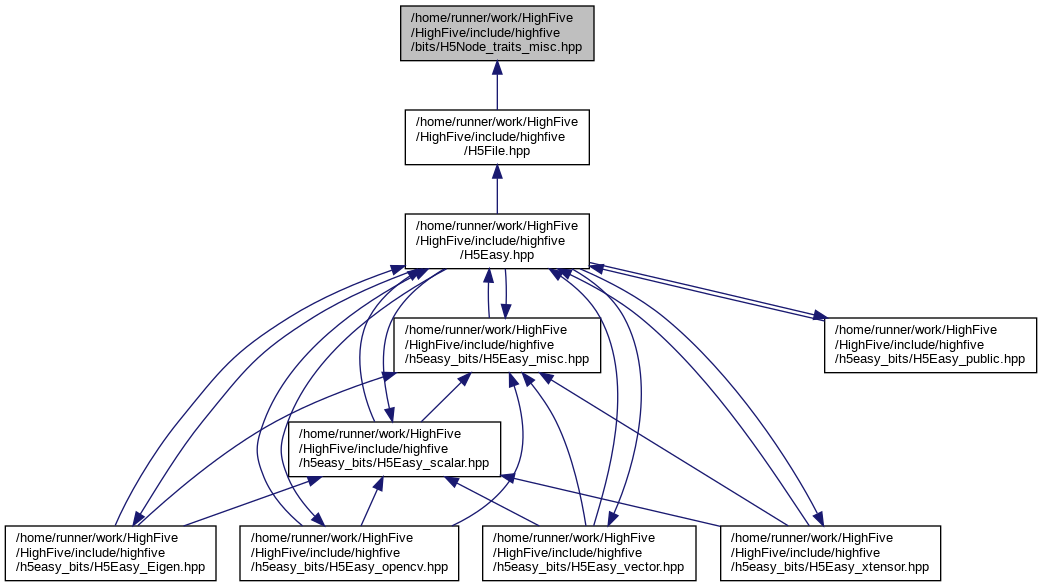 /home/runner/work/HighFive
/HighFive/include/highfive
/bits/H5Node_traits_misc.hpp
/home/runner/work/HighFive
/HighFive/include/highfive
/H5File.hpp
/home/runner/work/HighFive
/HighFive/include/highfive
/H5Easy.hpp
/home/runner/work/HighFive
/HighFive/include/highfive
/h5easy_bits/H5Easy_misc.hpp
/home/runner/work/HighFive
/HighFive/include/highfive
/h5easy_bits/H5Easy_public.hpp
/home/runner/work/HighFive
/HighFive/include/highfive
/h5easy_bits/H5Easy_scalar.hpp
/home/runner/work/HighFive
/HighFive/include/highfive
/h5easy_bits/H5Easy_Eigen.hpp
/home/runner/work/HighFive
/HighFive/include/highfive
/h5easy_bits/H5Easy_opencv.hpp
/home/runner/work/HighFive
/HighFive/include/highfive
/h5easy_bits/H5Easy_vector.hpp
/home/runner/work/HighFive
/HighFive/include/highfive
/h5easy_bits/H5Easy_xtensor.hpp